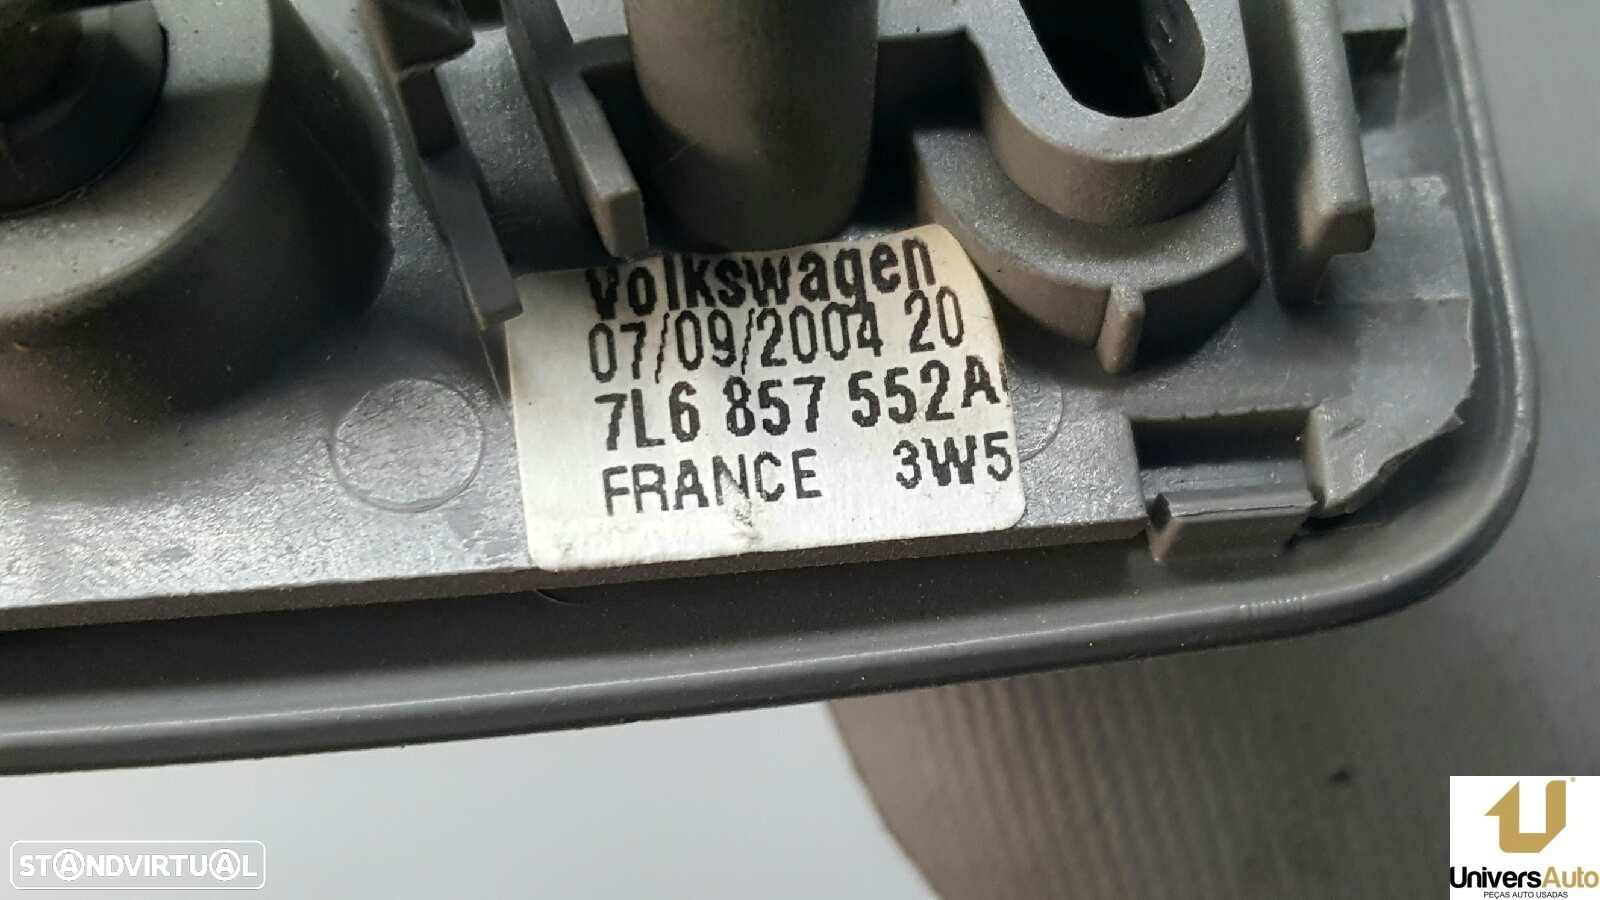 Volkswagen
07/09/2004 20
7L6 857 552A
FRANCE 3W5
STANDVIRTUAL
UniversAuto
PEÇAS AUTO USADAS